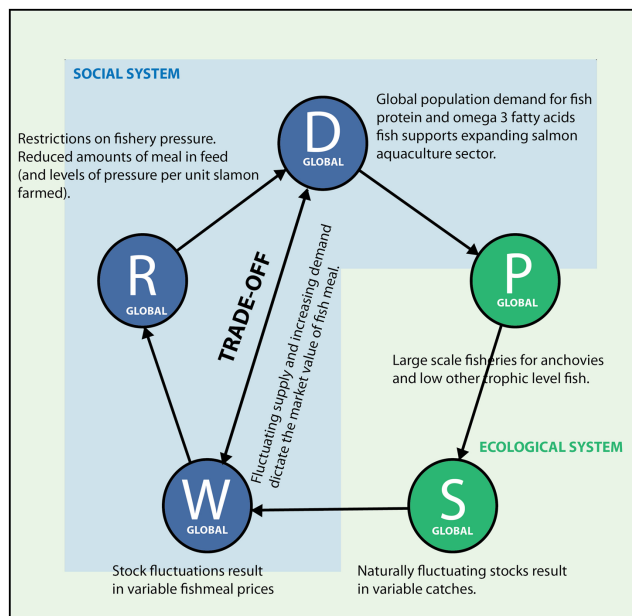 SOCIAL SYSTEM
D
GLOBAL
Global population demand for fish
protein and omega 3 fatty acids
fish supports expanding salmon
aquaculture sector.
Restrictions on fishery pressure.
Reduced amounts of meal in feed
(and levels of pressure per unit slamon
farmed).
R
GLOBAL
TRADE-OFF
Fluctuating supply and increasing demand
dictate the market value of fish meal.
P
GLOBAL
Large scale fisheries for anchovies
and low other trophic level fish.
ECOLOGICAL SYSTEM
W
GLOBAL
S
GLOBAL
Stock fluctuations result
in variable fishmeal prices
Naturally fluctuating stocks result
in variable catches.